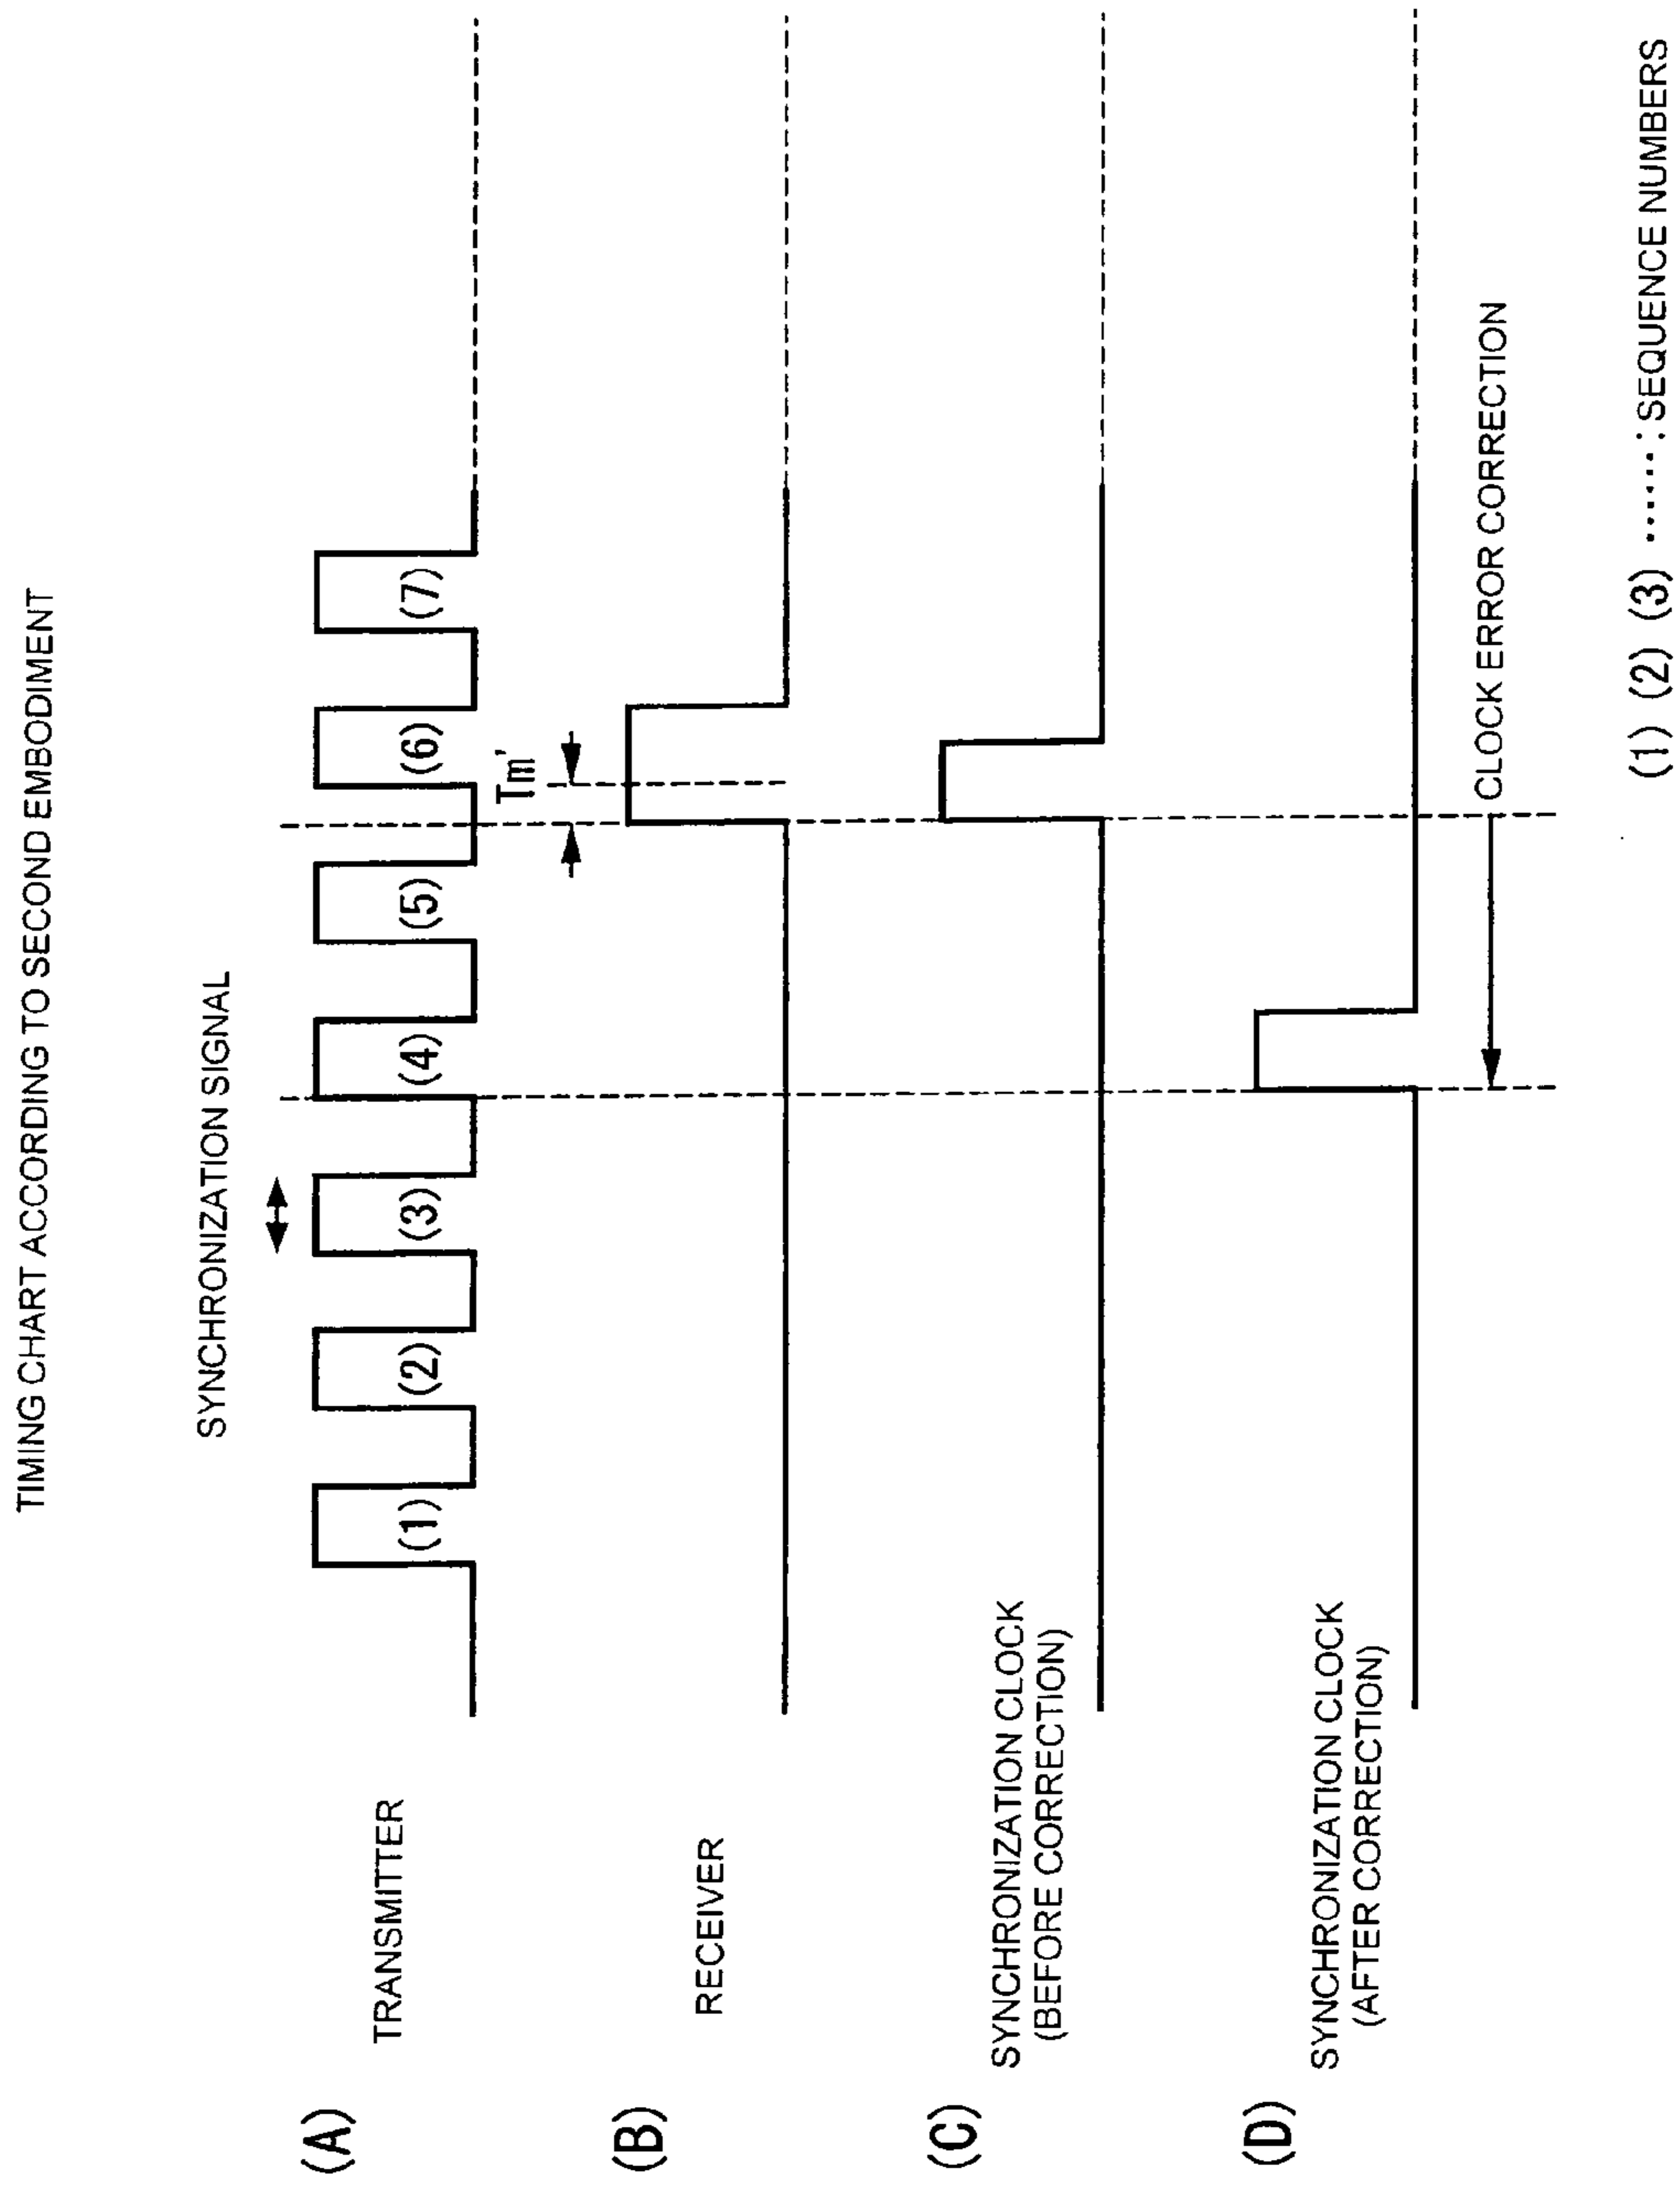 TIMING CHART ACCORDING TO SECOND EMBODIMENT
SYNCHRONIZATION SIGNAL
(A)
TRANSMITTER
(1)
(2)
(3)
(4)
(5)
(6)
(7)
Tm'
(B)
RECEIVER
(C)
SYNCHRONIZATION CLOCK
(BEFORE CORRECTION)
(D)
SYNCHRONIZATION CLOCK
(AFTER CORRECTION)
CLOCK ERROR CORRECTION
(1) (2) (3) ······: SEQUENCE NUMBERS